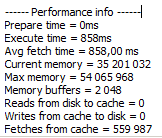 ------ Performance info ------
Prepare time = 0ms
Execute time = 858ms
Avg fetch time = 858,00 ms
Current memory = 35 201 032
Max memory = 54 065 968
Memory buffers = 2 048
Reads from disk to cache = 0
Writes from cache to disk = 0
Fetches from cache = 559 987